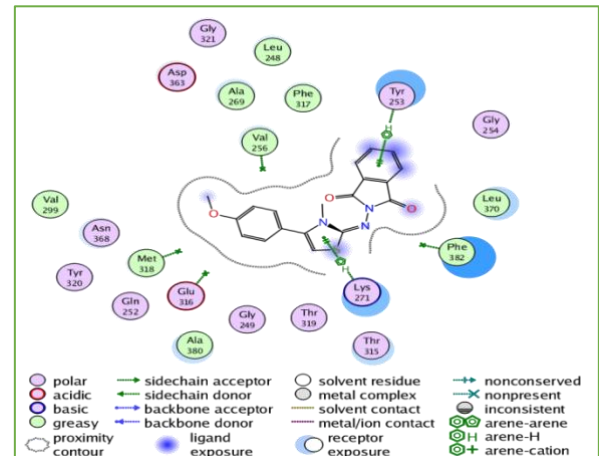 Gly
321
Leu
248
Asp
363
Ala
269
Phe
317
Tyr
253
Gly
254
Val
256
H
O
O
N
N
N
O
Val
299
Asn
368
Leu
370
Met
318
Phe
382
Tyr
320
Glu
316
Gln
252
H
Lys
271
Gly
249
Thr
319
Ala
380
Thr
315
polar
acidic
basic
greasy
proximity
contour
sidechain acceptor
sidechain donor
backbone acceptor
backbone donor
ligand
exposure
solvent residue
metal complex
solvent contact
metal/ion contact
receptor
exposure
nonconserved
nonpresent
inconsistent
arene-arene
H arene-H
+ arene-cation